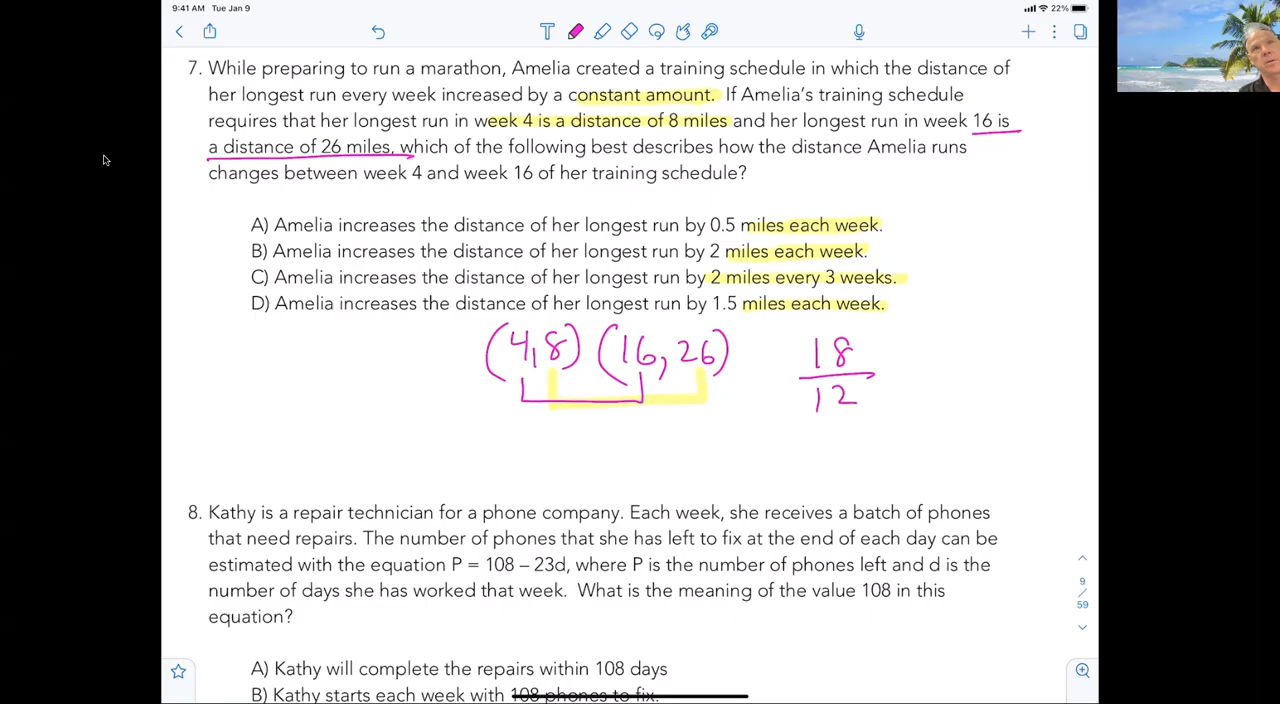 9:41 AM Tue Jan 9
22%
7. While preparing to run a marathon, Amelia created a training schedule in which the distance of
her longest run every week increased by a constant amount. If Amelia's training schedule
requires that her longest run in week 4 is a distance of 8 miles and her longest run in week 16 is
a distance of 26 miles, which of the following best describes how the distance Amelia runs
changes between week 4 and week 16 of her training schedule?
A) Amelia increases the distance of her longest run by 0.5 miles each week.
B) Amelia increases the distance of her longest run by 2 miles each week.
C) Amelia increases the distance of her longest run by 2 miles every 3 weeks.
D) Amelia increases the distance of her longest run by 1.5 miles each week.
(4,8) (16,26) 18
12
8. Kathy is a repair technician for a phone company. Each week, she receives a batch of phones
that need repairs. The number of phones that she has left to fix at the end of each day can be
estimated with the equation P = 108 – 23d, where P is the number of phones left and d is the
number of days she has worked that week. What is the meaning of the value 108 in this
equation?
9
/
59
A) Kathy will complete the repairs within 108 days
B) Kathy starts each week with 108 phones to fix.